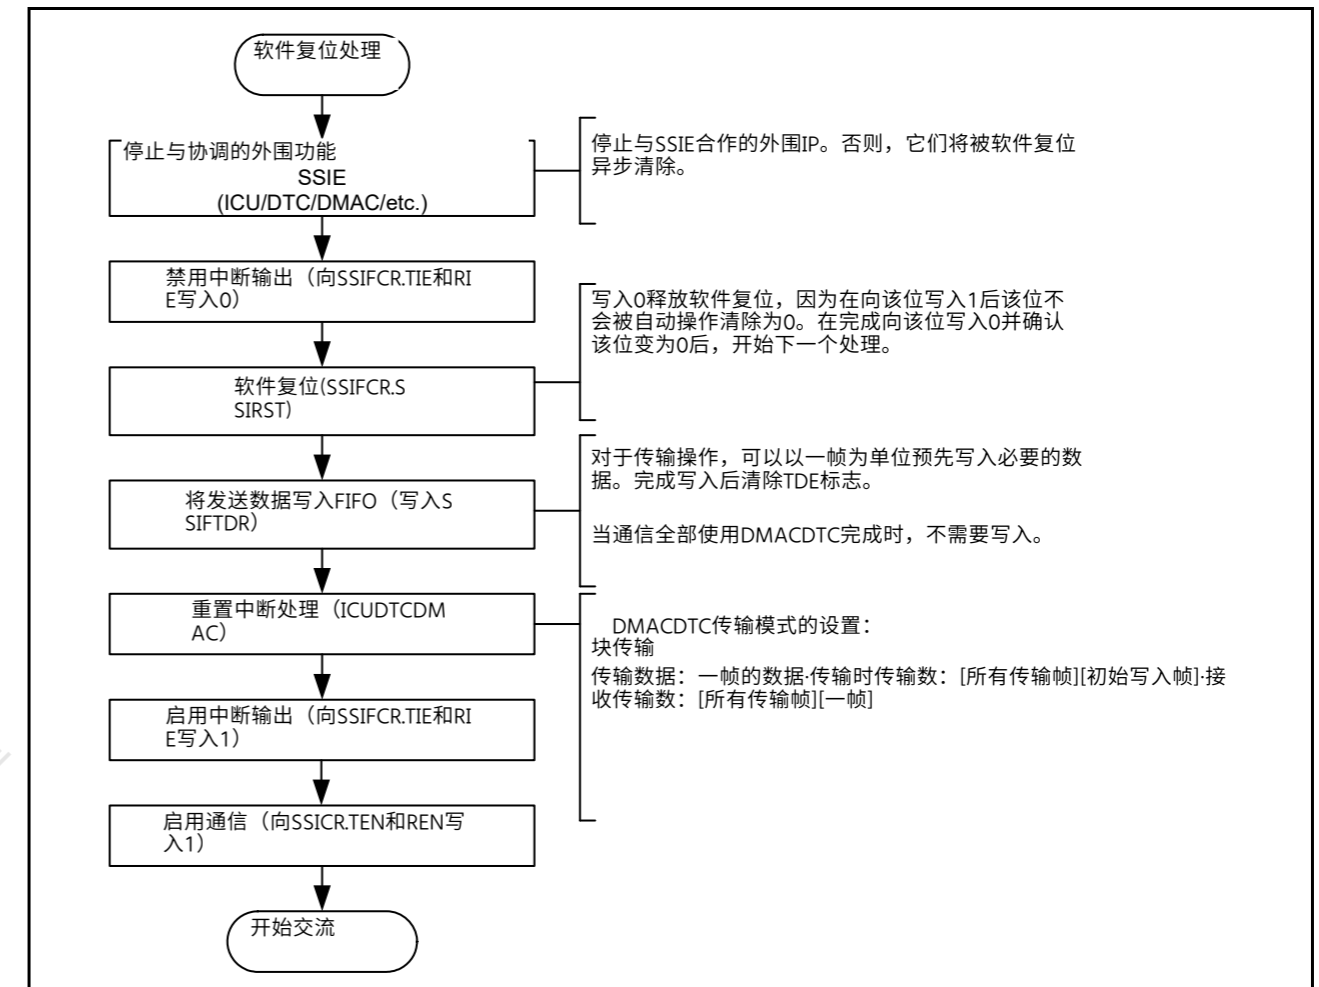 软件复位处理
停止与协调的外围功能
SSIE
(ICU/DTC/DMAC/etc.)
停止与SSIE合作的外围IP。否则，它们将被软件复位
异步清除。
禁用中断输出（向SSIFCR.TIE和RI
E写入0）
写入0释放软件复位，因为在向该位写入1后该位不
会被自动操作清除为0。在完成向该位写入0并确认
该位变为0后，开始下一个处理。
软件复位(SSIFCR.S
SIRST)
将发送数据写入FIFO（写入S
SIFTDR）
对于传输操作，可以以一帧为单位预先写入必要的数
据。完成写入后清除TDE标志。
当通信全部使用DMACDTC完成时，不需要写入。
重置中断处理（ICUDTCDM
AC）
DMACDTC传输模式的设置：
块传输
传输数据：一帧的数据·传输时传输数：[所有传输帧][初始写入帧]·接
收传输数：[所有传输帧][一帧]
启用中断输出（向SSIFCR.TIE和RI
E写入1）
启用通信（向SSICR.TEN和REN写
入1）
开始交流